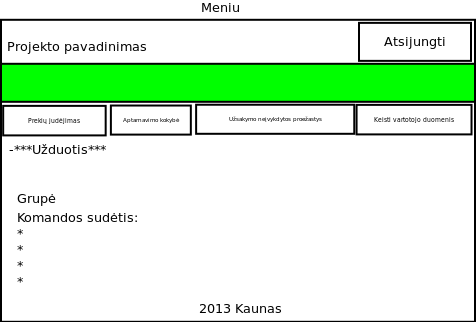 Meniu
Projekto pavadinimas
Atsijungti
Prekių judėjimas
Aptarnavimo kokybė
Užsakymo neįvykdytos priežastys
Keisti vartotojo duomenis
-***Užduotis***
Grupė
Komandos sudėtis:
*
*
*
*
2013 Kaunas